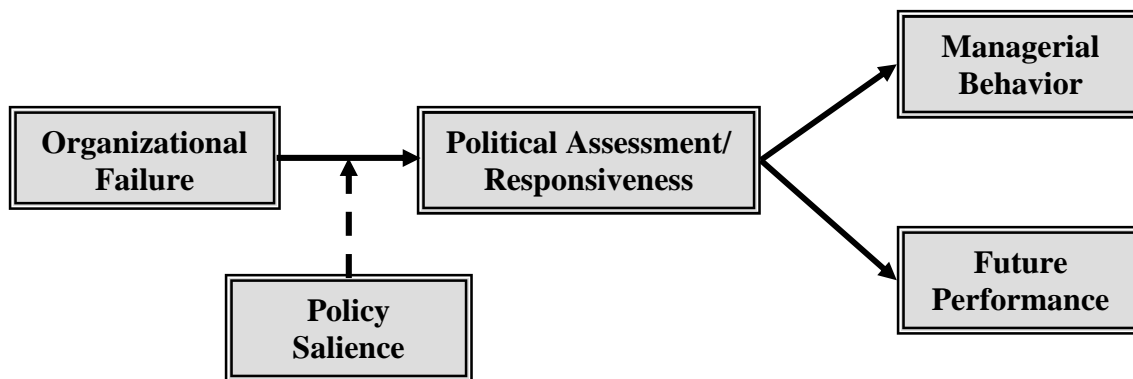 Organizational
Failure
Policy
Salience
Political Assessment/
Responsiveness
Managerial
Behavior
Future
Performance